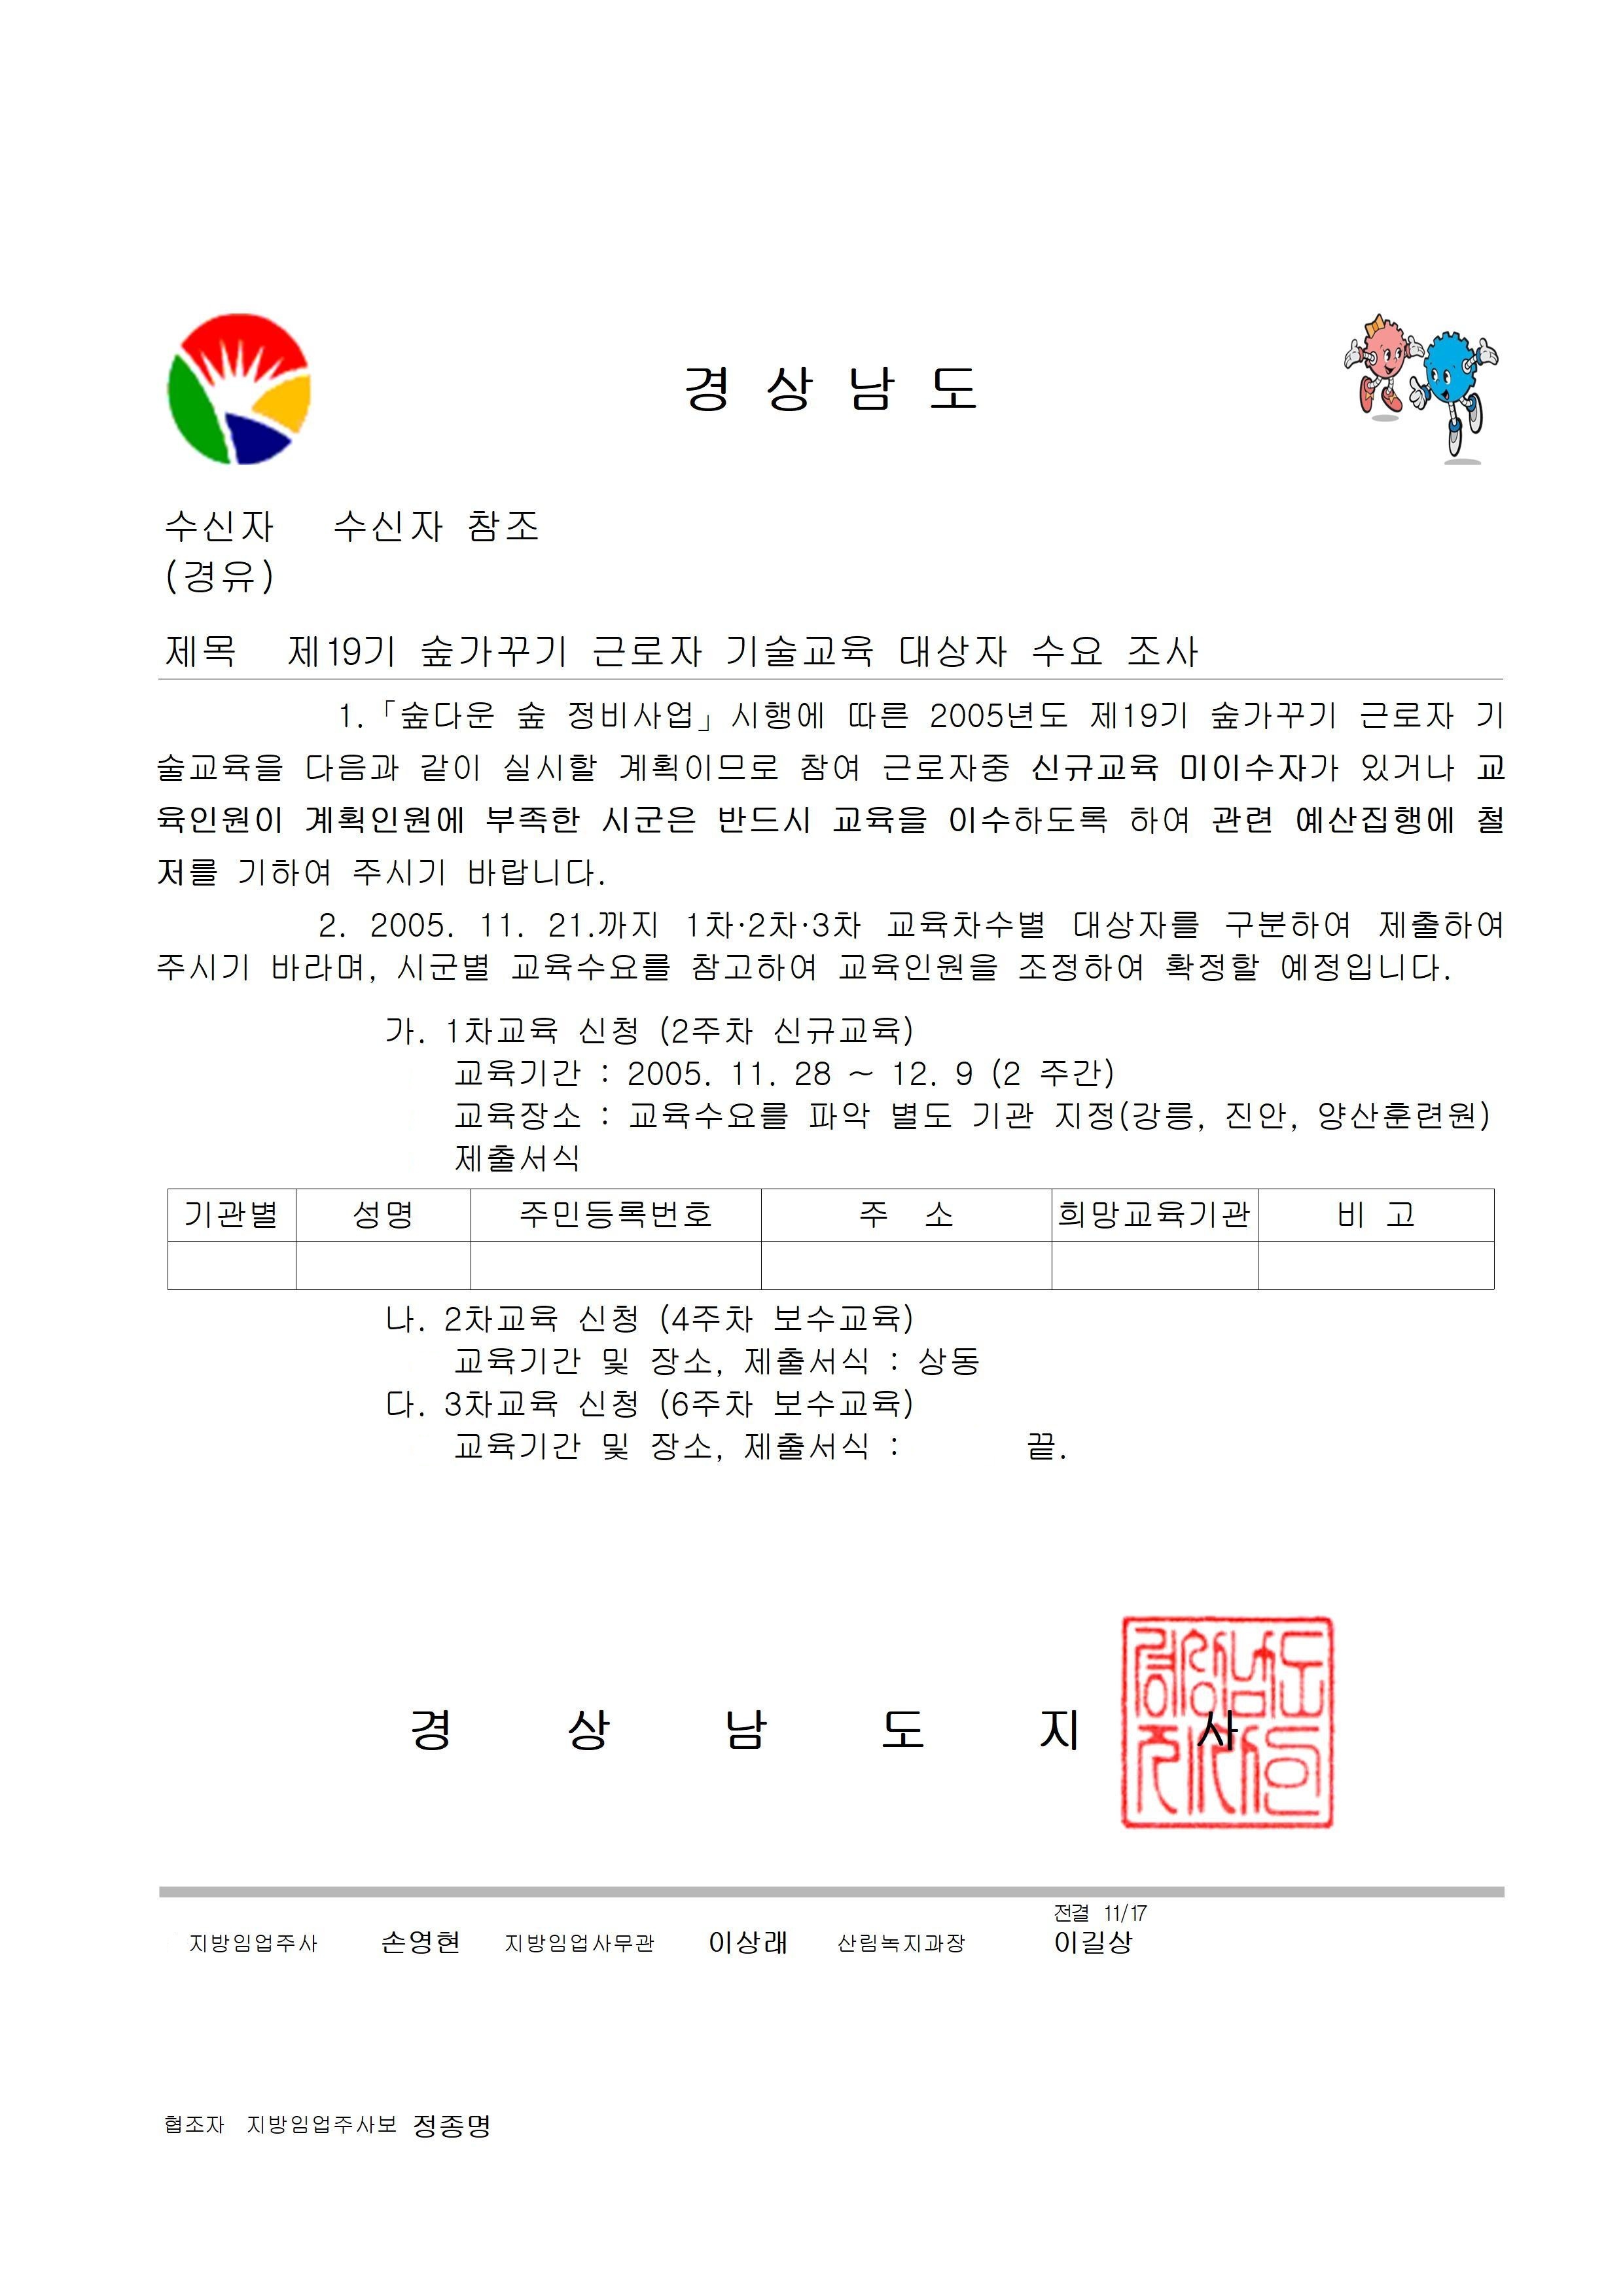 경 상 남 도
수신자 수신자 참조
(경유)
제목 제19기 숲가꾸기 근로자 기술교육 대상자 수요 조사
1.「숲다운 숲 정비사업」시행에 따른 2005년도 제19기 숲가꾸기 근로자 기
술교육을 다음과 같이 실시할 계획이므로 참여 근로자중 신규교육 미이수자가 있거나 교
육인원이 계획인원에 부족한 시군은 반드시 교육을 이수하도록 하여 관련 예산집행에 철
저를 기하여 주시기 바랍니다.
2. 2005. 11. 21.까지 1차·2차·3차 교육차수별 대상자를 구분하여 제출하여
주시기 바라며, 시군별 교육수요를 참고하여 교육인원을 조정하여 확정할 예정입니다.
가. 1차교육 신청 (2주차 신규교육)
교육기간 : 2005. 11. 28 ~ 12. 9 (2 주간)
교육장소 : 교육수요를 파악 별도 기관 지정(강릉, 진안, 양산훈련원)
제출서식
기관별 성명 주민등록번호 주 소 희망교육기관 비 고
나. 2차교육 신청 (4주차 보수교육)
교육기간 및 장소, 제출서식 : 상동
다. 3차교육 신청 (6주차 보수교육)
교육기간 및 장소, 제출서식 : 끝.
경 상 남 도 지 사
전결 11/17
지방임업주사 손영현 지방임업사무관 이상래 산림녹지과장 이길상
협조자 지방임업주사보 정종명